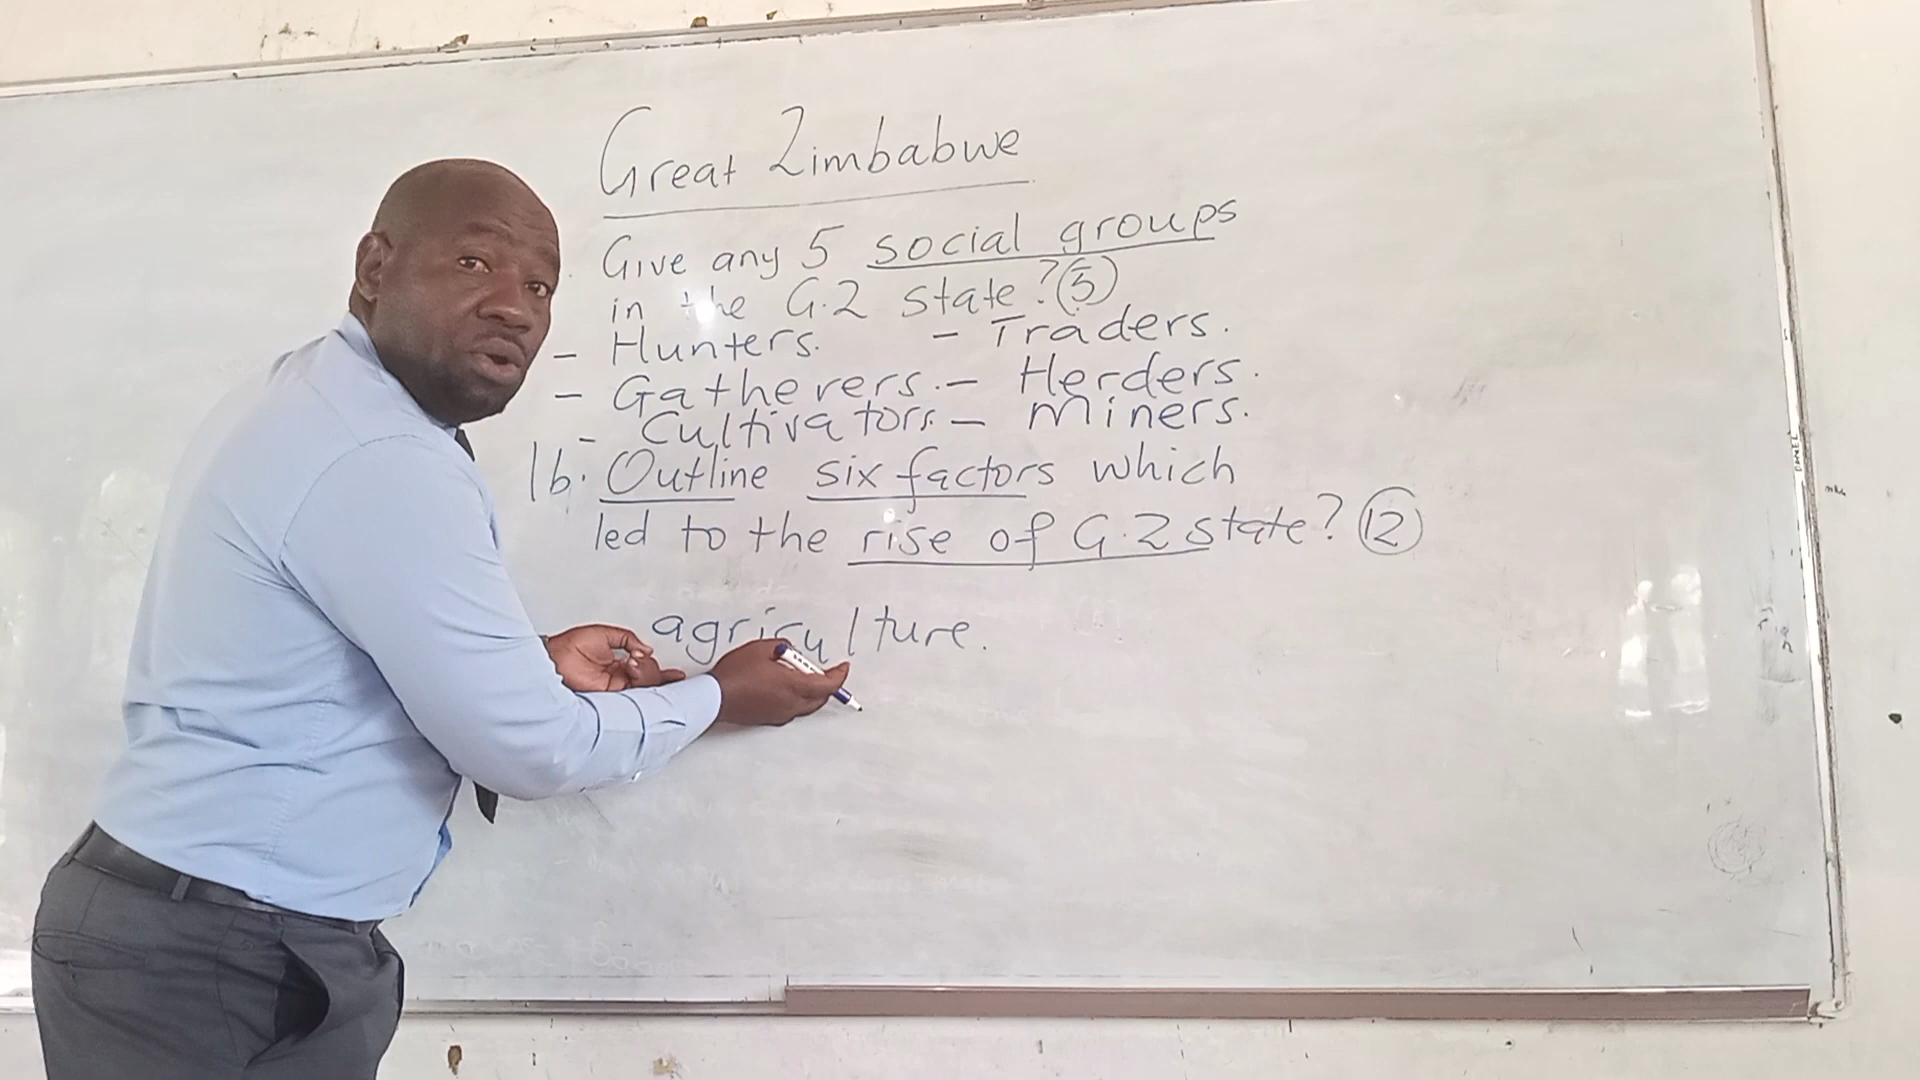 Great Zimbabwe
Give any 5 social groups
in the G.Z state? (5)
- Hunters. - Traders.
- Gatherers. - Herders.
- Cultivators. - Miners.
1b. Outline six factors which
led to the rise of G.Z state? (12)
agriculture.